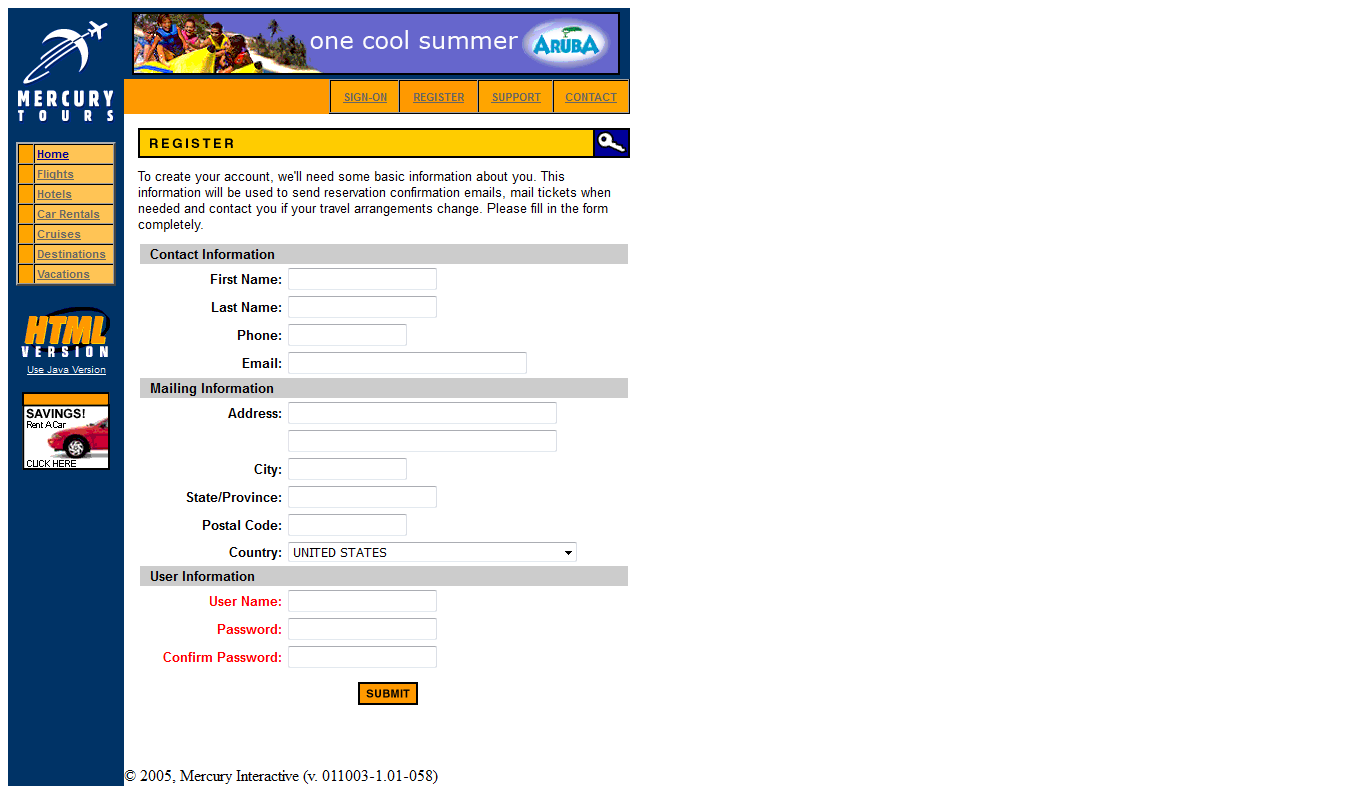 MERCURY
TOURS
one cool summer
ARUBA
SIGN-ON REGISTER SUPPORT CONTACT
Home
Flights
Hotels
Car Rentals
Cruises
Destinations
Vacations
HTML
VERSION
Use Java Version
SAVINGS!
Rent A Car
CLICK HERE
REGISTER
To create your account, we'll need some basic information about you. This
information will be used to send reservation confirmation emails, mail tickets when
needed and contact you if your travel arrangements change. Please fill in the form
completely.
Contact Information
First Name:
Last Name:
Phone:
Email:
Mailing Information
Address:
City:
State/Province:
Postal Code:
Country: UNITED STATES
User Information
User Name:
Password:
Confirm Password:
SUBMIT
© 2005, Mercury Interactive (v. 011003-1.01-058)